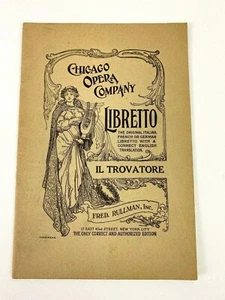 CHICAGO
OPERA
COMPANY
LIBRETTO
THE ORIGINAL ITALIAN,
FRENCH OR GERMAN
LIBRETTO WITH A
CORRECT ENGLISH
TRANSLATION.
IL TROVATORE
FRED. RULLMAN, Inc.
STREET, NEW YORK CITY
THE ONLY CORRECT AND AUTHORIZED EDITION